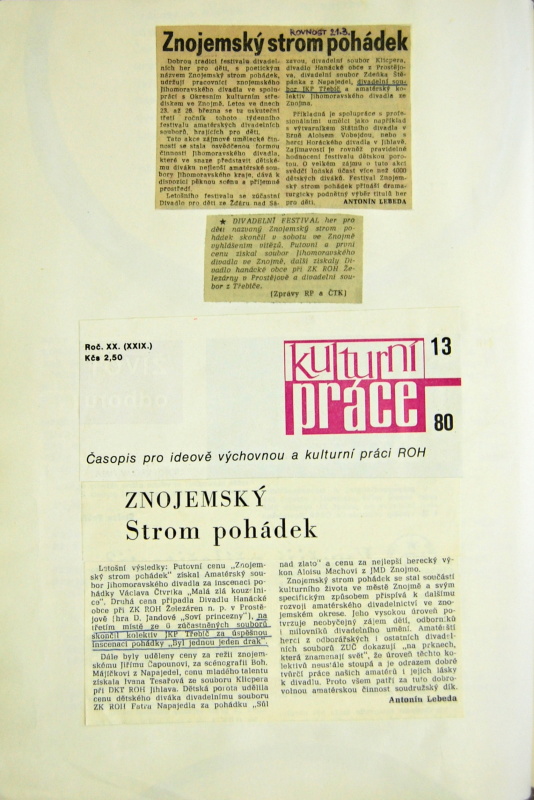 ROVNOST 21.3.
Znojemský strom pohádek
Dobrou tradicí festivalu divadel-
ních her pro děti, s poetickým
názvem Znojemský strom pohádek,
udržují pracovníci znojemského
Jihomoravského divadla ve spolu-
práci s Okresním kulturním stře-
diskem ve Znojmě. Letos ve dnech
23. až 28. března se tu uskuteční
třetí ročník tohoto týdenního
festivalu amatérských divadelních
souborů, hrajících pro děti.
Tato akce zájmové umělecké čin-
nosti se stala osvědčenou formou
činnosti Jihomoravského divadla,
které ve snaze představit dětské-
mu diváku nejlepší amatérské sou-
bory Jihomoravského kraje, dává k
dispozici pěknou scénu a příjemné
prostředí.
Letošního festivalu se zúčastní
Divadlo pro děti ze Žďáru nad Sá-
zavou, divadelní soubor Klicpera,
divadlo Hanácké obce z Prostějo-
va, divadelní soubor Zdeňka Ště-
pánka z Napajedel, divadelní sou-
bor JKP Třebíč a amatérský ko-
lektiv Jihomoravského divadla ze
Znojma.
Příkladná je spolupráce s profe-
sionálními umělci jako například
s výtvarníkem Státního divadla v
Brně Aloisem Vobejdou, nebo a
herci Horáckého divadla v Jihlavě.
Zajímavostí je rovněž pravidelné
hodnocení festivalu dětskou poro-
tou. O velkém zájmu o tuto akci
svědčí loňská účast více než 4000
dětských diváků. Festival Znojem-
ský strom pohádek přináší drama-
turgicky podnětný výběr titulů her
pro děti.
ANTONÍN LEBEDA
★ DIVADELNÍ FESTIVAL her pro
děti nazvaný Znojemský strom po-
hádek skončil v sobotu ve Znojmě
vyhlášením vítězů. Putovní a první
cenu získal soubor Jihomoravského
divadla ve Znojmě, další získaly Di-
vadlo hanácké obce při ZK ROH Že-
lezárny v Prostějově a divadelní sou-
bor z Třebíče.
(Zprávy RP a ČTK)
Roč. XX. (XXIX.)
Kčs 2,50
kulturní
práce
13
80
Časopis pro ideově výchovnou a kulturní práci ROH
ZNOJEMSKÝ
Strom pohádek
Letošní výsledky: Putovní cenu „Znojem-
ský strom pohádek" získal Amatérský sou-
bor Jihomoravského divadla za inscenaci po-
hádky Václava Čtvrtka „Malá zlá kouzelni-
ce". Druhá cena připadla Divadlu Hanácké
obce při ZK ROH Železáren n. p. v Prostě-
jově (hra D. Jandové „Soví princezny"), na
třetím místě ze 6 zúčastněných souborů,
skončil kolektiv JKP Třebíč za úspěšnou
inscenaci pohádky „Byl jednou jeden drak".
Dále byly uděleny ceny za režii znojem-
skému Jiřímu Čapounovi, za scénografii Boh.
Májíčkovi z Napajedel, cenu mladého talentu
získala Ivana Tesařová ze souboru Klicpera
při DKT ROH Jihlava. Dětská porota udělila
cenu dětského diváka divadelnímu souboru
ZK ROH Fatra Napajedla za pohádku „Sůl
nad zlato" a cenu za nejlepší herecký vý-
kon Aloisu Machovi z JMD Znojmo.
Znojemský strom pohádek se stal součástí
kulturního života ve městě Znojmě a svým
specifickým způsobem přispívá k dalšímu
rozvoji amatérského divadelnictví ve zno-
jemském okrese. Jeho vysokou úroveň po-
tvrzuje neobyčejný zájem dětí, odborníků
i milovníků divadelního umění. Amatéřští
herci z odborářských i ostatních divadel-
ních souborů ZUČ dokazují „na prknech,
která znamenají svět", že úroveň těchto ko-
lektivů neustále stoupá a je odrazem dobré
tvůrčí práce našich amatérů i jejich lásky
k divadlu. Proto všem patří za tuto dobro-
volnou amatérskou činnost soudružský dík.
Antonín Lebeda